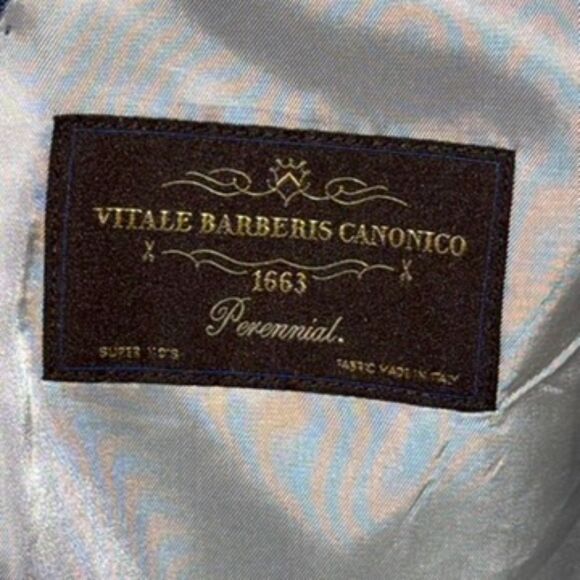 VITALE BARBERIS CANONICO
1663
Perennial.
SUPER 110'S
FABRIC MADE IN ITALY